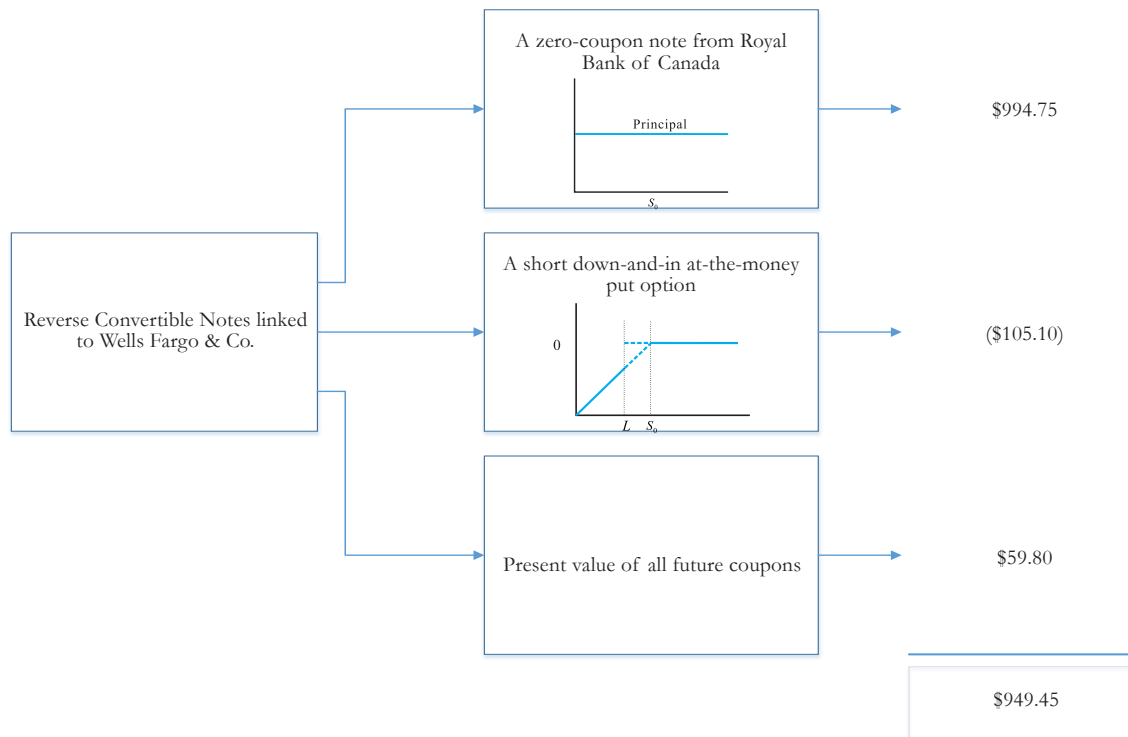 A zero-coupon note from Royal
Bank of Canada
Principal
S₀
$994.75
Reverse Convertible Notes linked
to Wells Fargo & Co.
A short down-and-in at-the-money
put option
0
L S₀
($105.10)
Present value of all future coupons
$59.80
$949.45